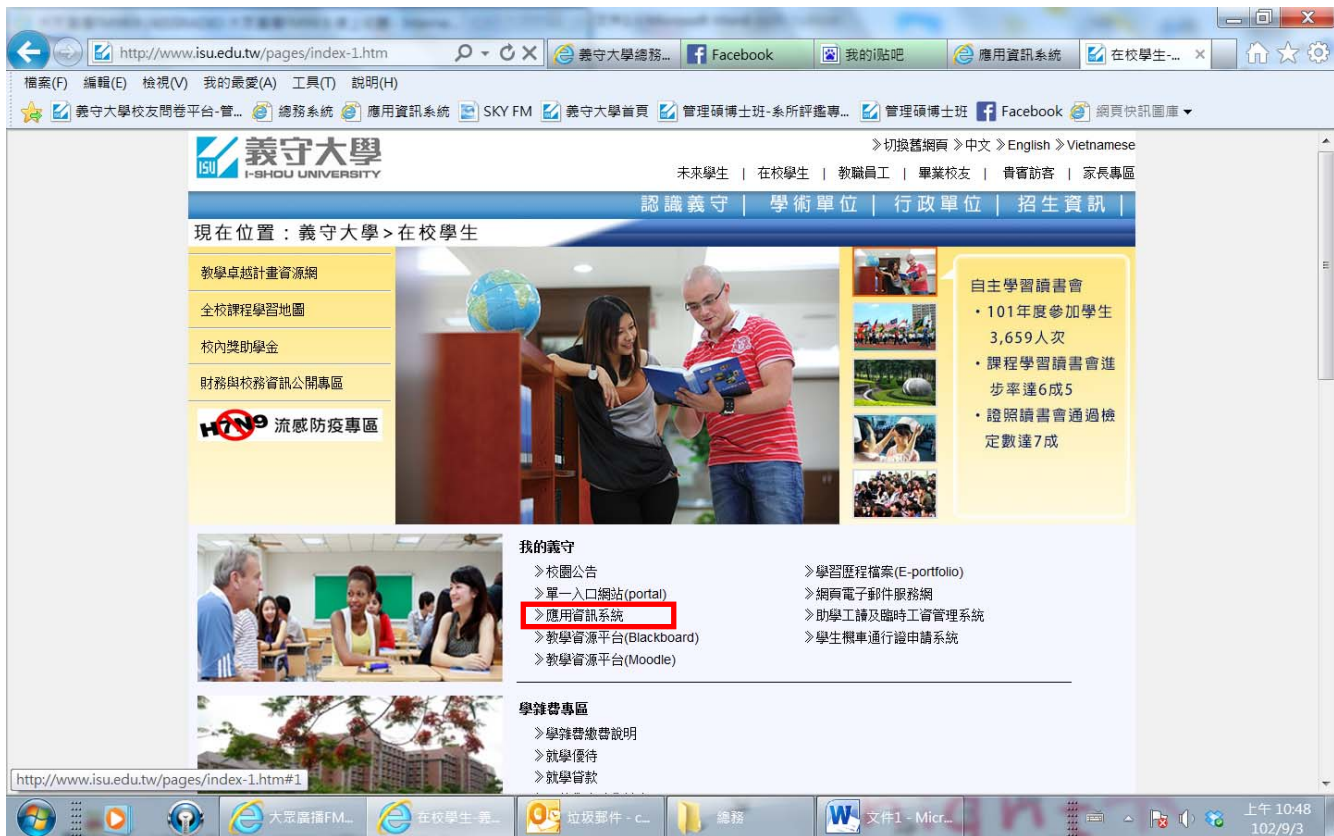 http://www.isu.edu.tw/pages/index-1.htm
義守大學總務...
Facebook
我的i贴吧
應用資訊系統
在校學生-...
檔案(F) 編輯(E) 檢視(V) 我的最愛(A) 工具(T) 說明(H)
義守大學校友問卷平台-管... 總務系統 應用資訊系統 SKY FM 義守大學首頁 管理碩博士班-系所評鑑專... 管理碩博士班 Facebook 網頁快訊圖庫
ISU 義守大學
I-SHOU UNIVERSITY
》切換舊網頁 》中文 》English 》Vietnamese
未來學生 | 在校學生 | 教職員工 | 畢業校友 | 貴賓訪客 | 家長專區
認識義守 | 學術單位 | 行政單位 | 招生資訊 |
現在位置：義守大學>在校學生
教學卓越計畫資源網
全校課程學習地圖
校內獎助學金
財務與校務資訊公開專區
H7N9 流感防疫專區
自主學習讀書會
・101年度參加學生
3,659人次
・課程學習讀書會進
步率達6成5
・證照讀書會通過檢
定數達7成
我的義守
》校園公告
》單一入口網站(portal)
》應用資訊系統
》教學資源平台(Blackboard)
》教學資源平台(Moodle)
》學習歷程檔案(E-portfolio)
》網頁電子郵件服務網
》助學工讀及臨時工資管理系統
》學生機車通行證申請系統
學雜費專區
》學雜費繳費說明
》就學優待
》就學貸款
http://www.isu.edu.tw/pages/index-1.htm#1
大眾廣播FM...
在校學生-義...
垃圾郵件 - c...
總務
文件1 - Micr...
上午 10:48
102/9/3